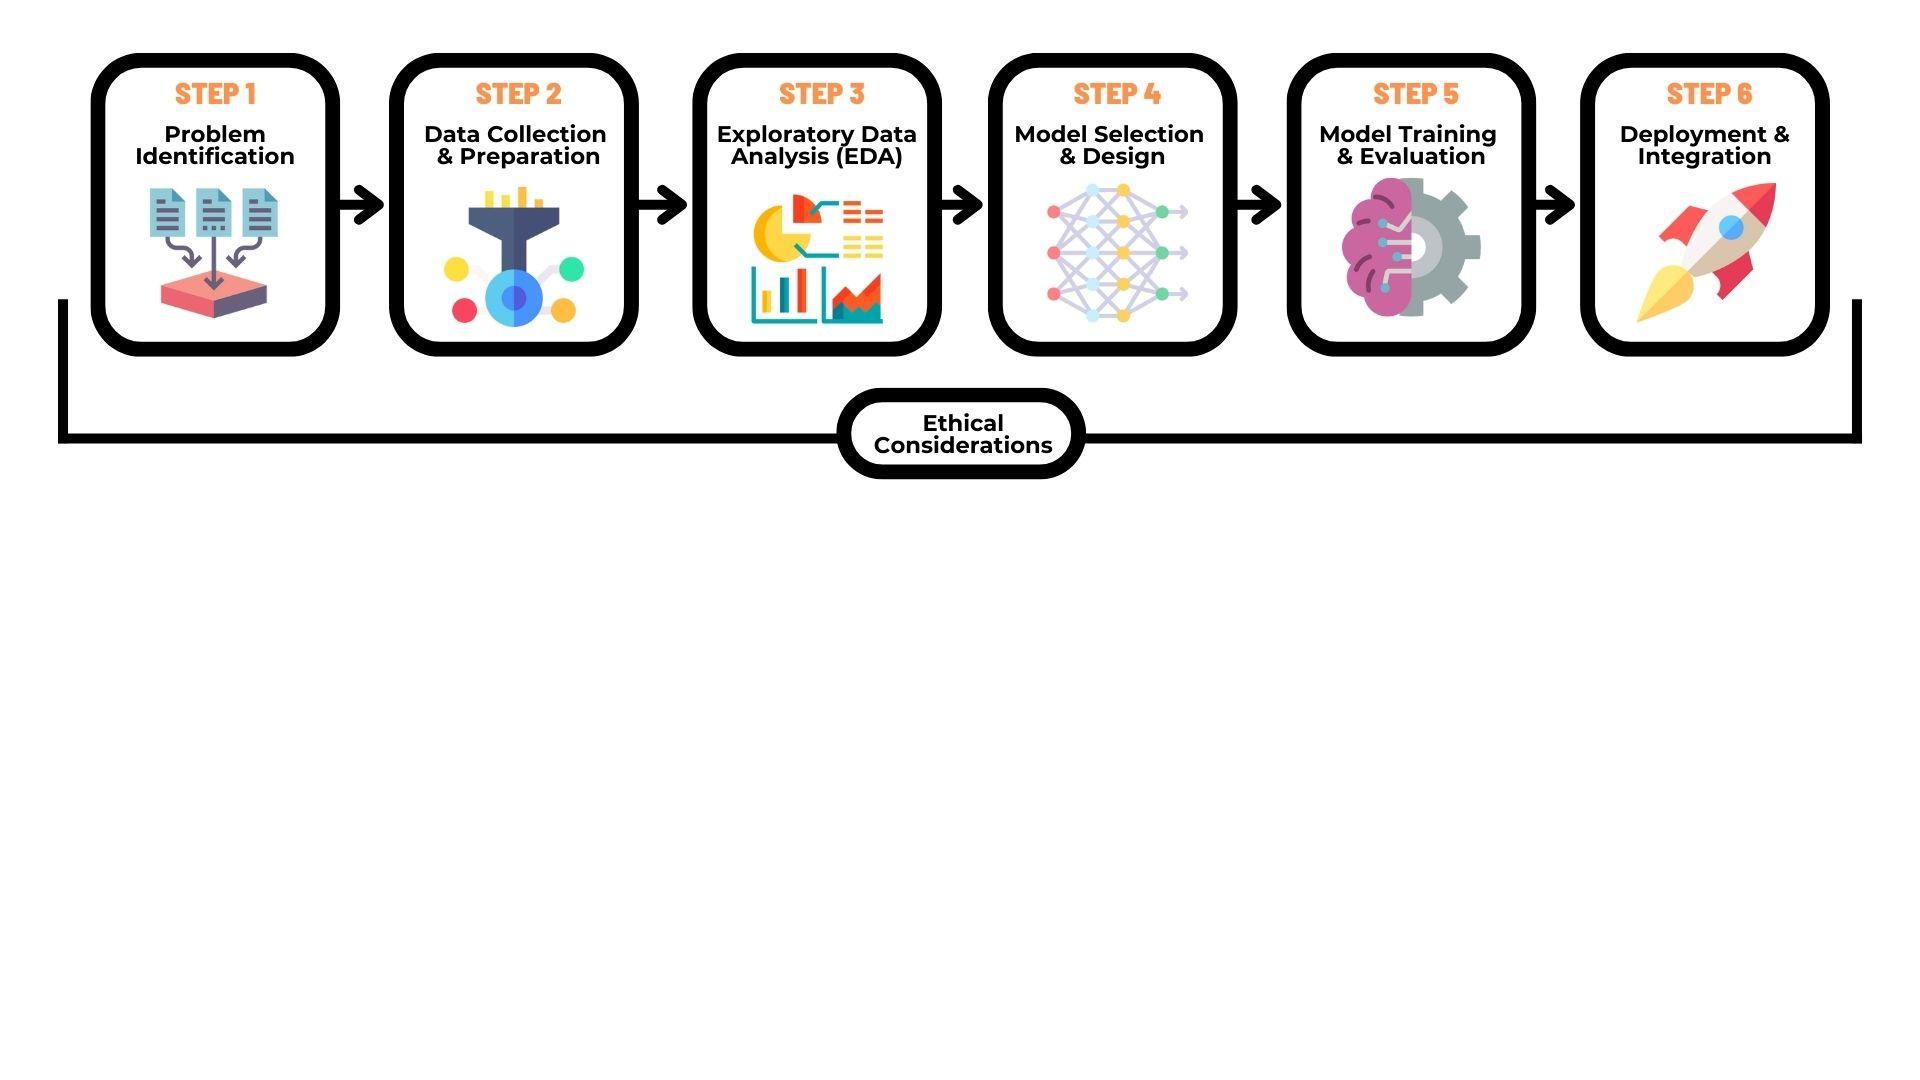 STEP 1
Problem
Identification
STEP 2
Data Collection
& Preparation
STEP 3
Exploratory Data
Analysis (EDA)
STEP 4
Model Selection
& Design
STEP 5
Model Training
& Evaluation
STEP 6
Deployment &
Integration
Ethical
Considerations